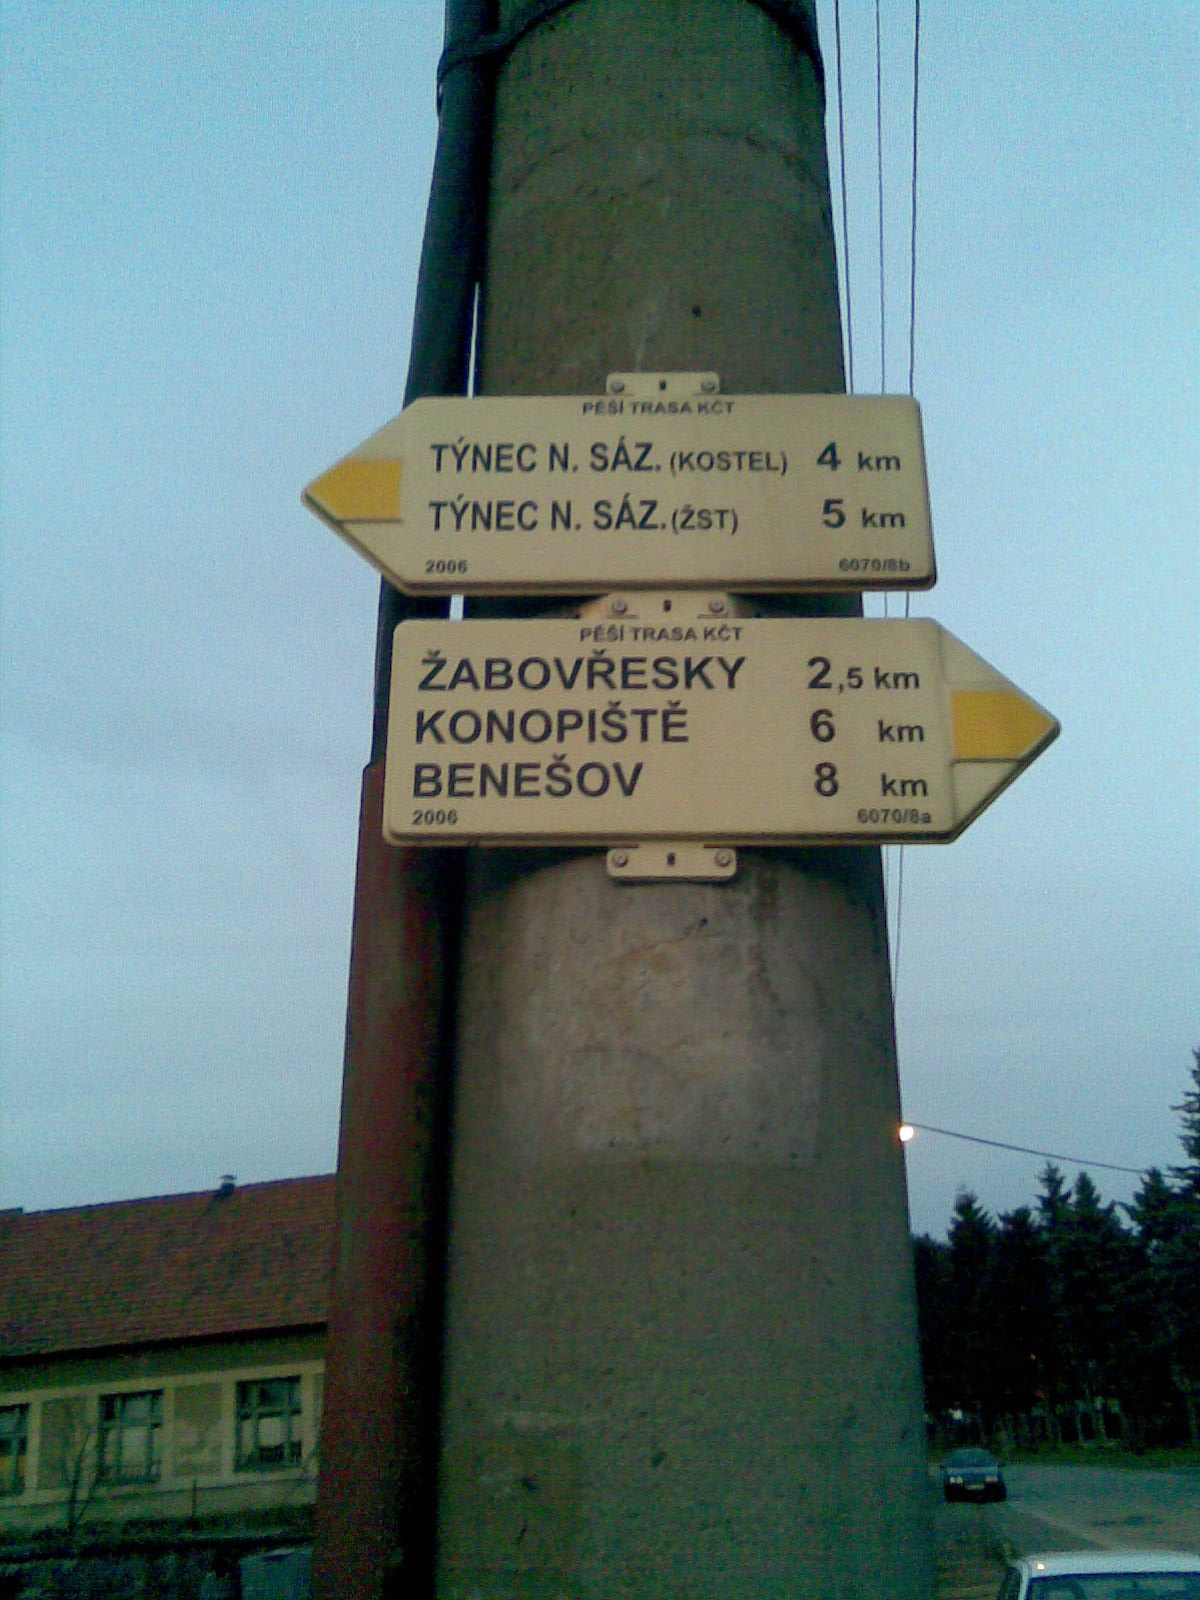 PĚŠÍ TRASA KČT
TÝNEC N. SÁZ. (KOSTEL) 4 km
TÝNEC N. SÁZ. (ŽST) 5 km
2006 6070/8b
PĚŠÍ TRASA KČT
ŽABOVŘESKY 2,5 km
KONOPIŠTĚ 6 km
BENEŠOV 8 km
2006 6070/8a